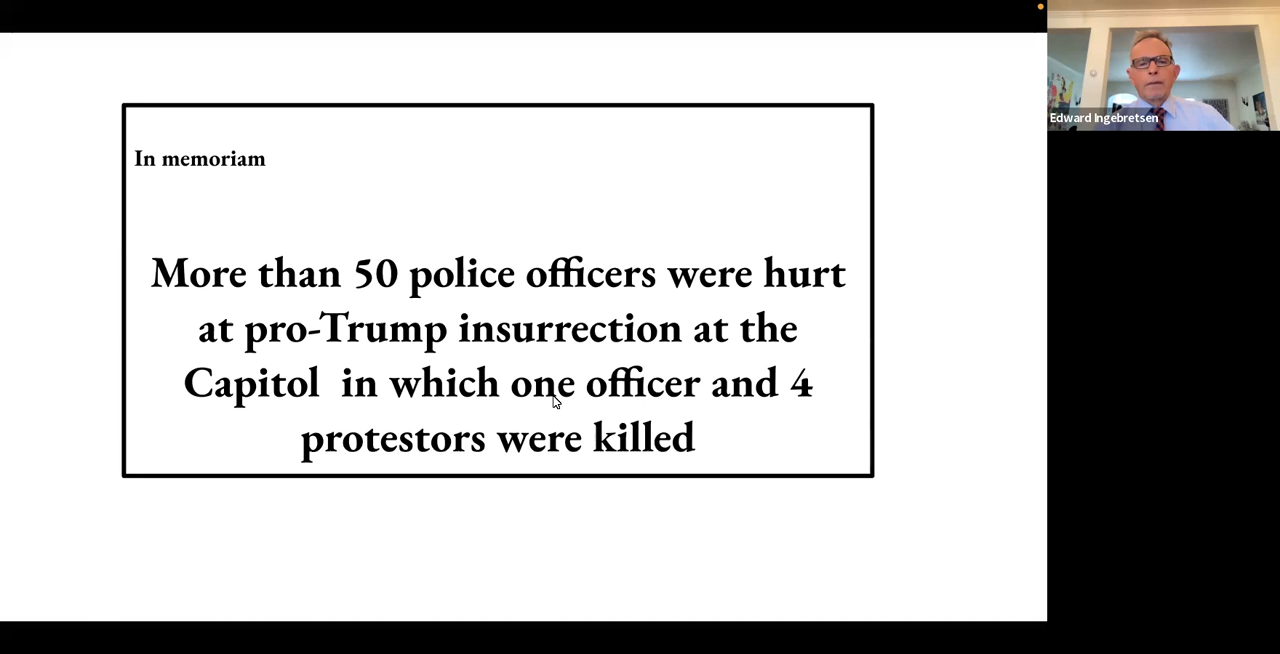 In memoriam
More than 50 police officers were hurt
at pro-Trump insurrection at the
Capitol  in which one officer and 4
protestors were killed
Edward Ingebretsen